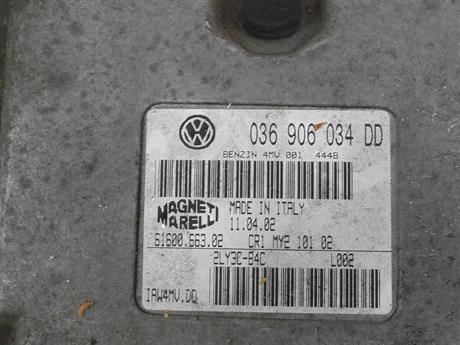 036 906 034 DD
BENZIN 4MV 001 4448
MAGNETI
MARELLI
MADE IN ITALY
11.04.02
61600.663.02 CR1 MY2 101 02
2LY3C-B4C L002
IAW4MV.DD